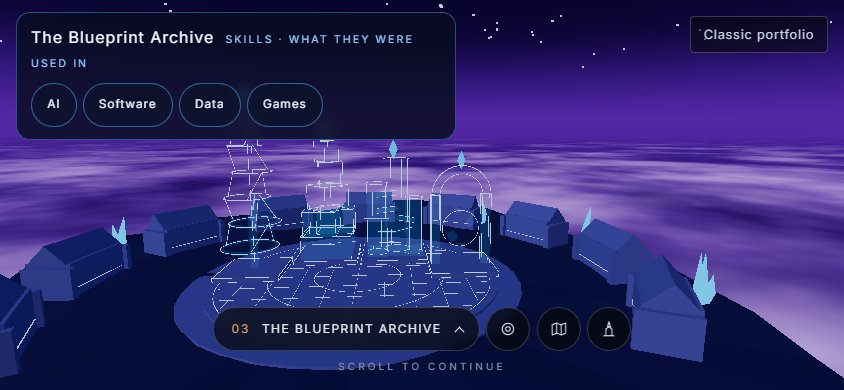 The Blueprint Archive SKILLS · WHAT THEY WERE
USED IN
Classic portfolio
AI Software Data Games
03 THE BLUEPRINT ARCHIVE
SCROLL TO CONTINUE